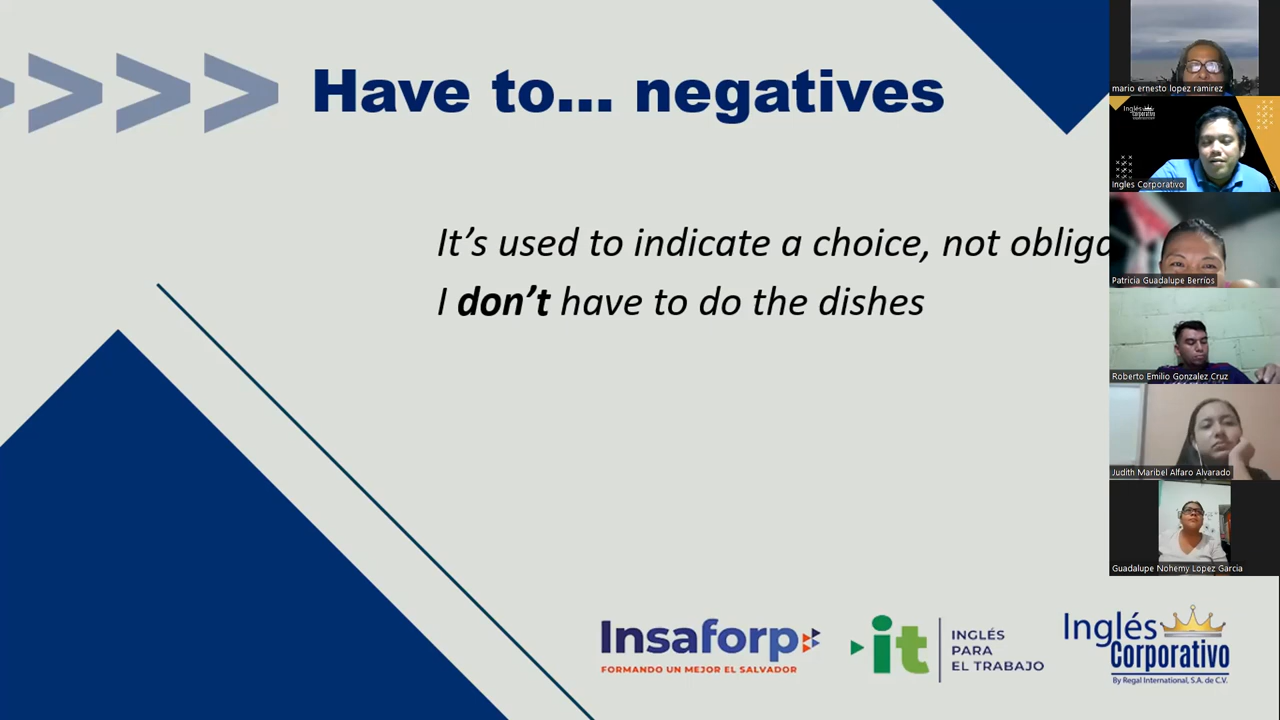 Have to... negatives
It's used to indicate a choice, not obliga
I don't have to do the dishes
mario ernesto lopez ramirez
Ingles Corporativo
Patricia Guadalupe Berríos
Roberto Emilio Gonzalez Cruz
Judith Maribel Alfaro Alvarado
Guadalupe Nohemy Lopez Garcia
Insaforp
FORMANDO UN MEJOR EL SALVADOR
it
INGLÉS
PARA
EL TRABAJO
Inglés
Corporativo
By Regal International, S.A. de C.V.